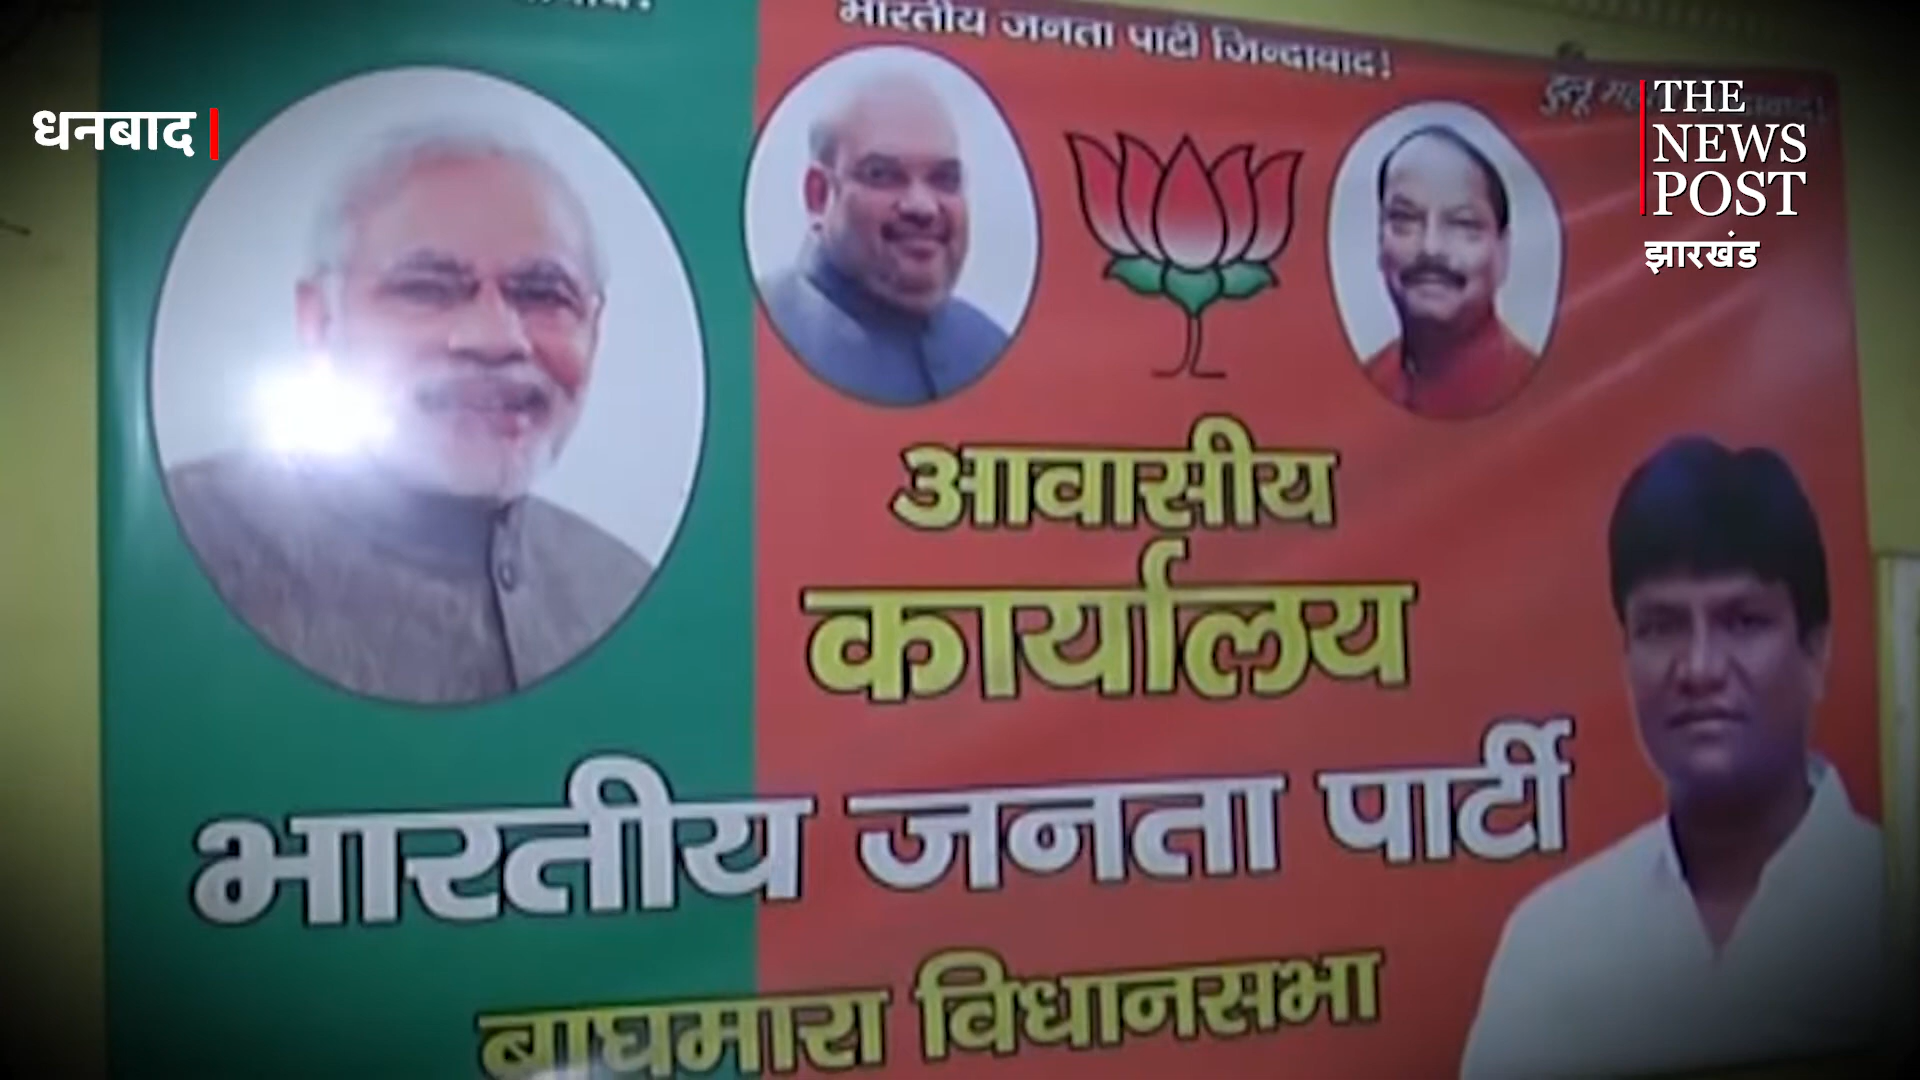 भारतीय जनता पार्टी जिन्दाबाद!
धनबाद
THE
NEWS
POST
झारखंड
आवासीय
कार्यालय
भारतीय जनता पार्टी
बाघमारा विधानसभा